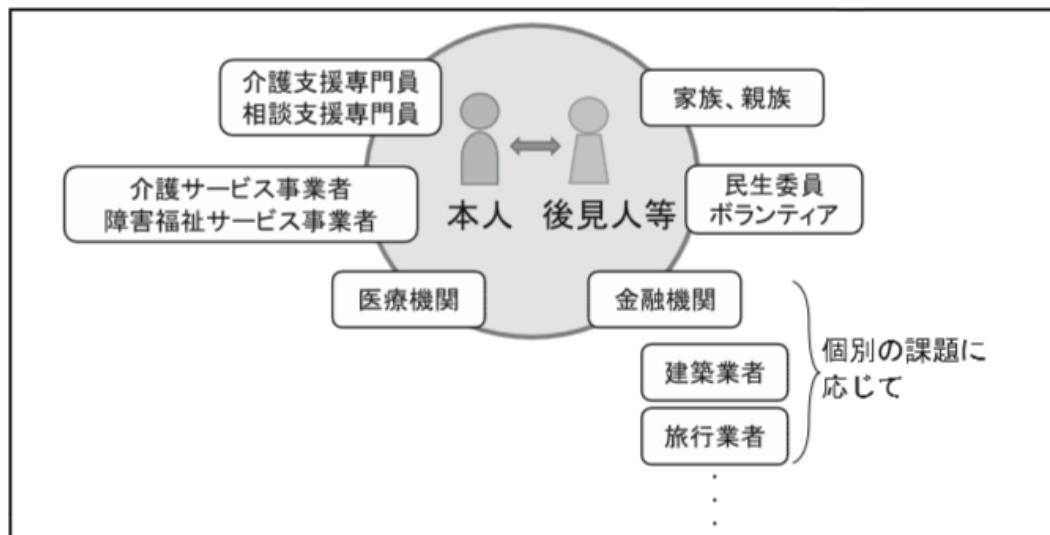 介護支援専門員
相談支援専門員
家族、親族
介護サービス事業者
障害福祉サービス事業者
民生委員
ボランティア
本人
後見人等
医療機関
金融機関
個別の課題に
応じて
建築業者
旅行業者